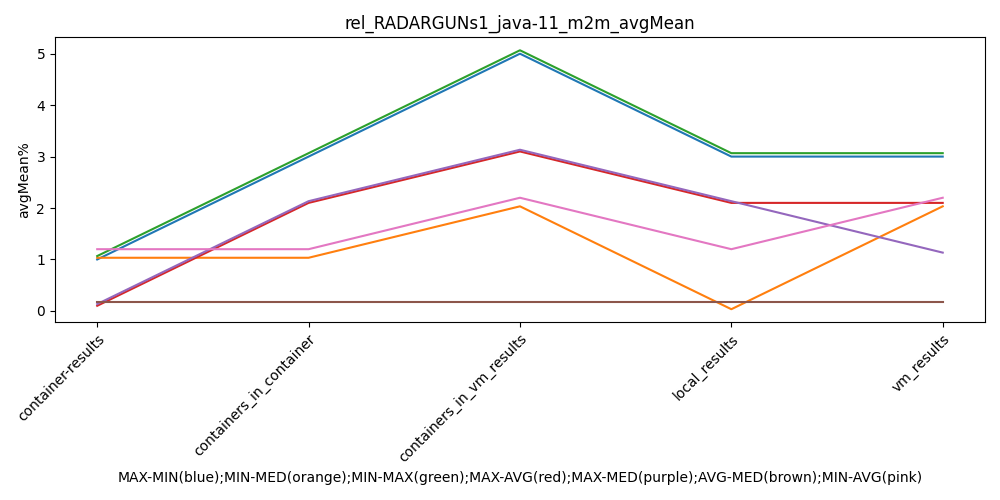 rel_RADARGUNs1_java-11_m2m_avgMean
avgMean%
5
4
3
2
1
0
container-results
containers_in_container
containers_in_vm_results
local_results
vm_results
MAX-MIN(blue);MIN-MED(orange);MIN-MAX(green);MAX-AVG(red);MAX-MED(purple);AVG-MED(brown);MIN-AVG(pink)